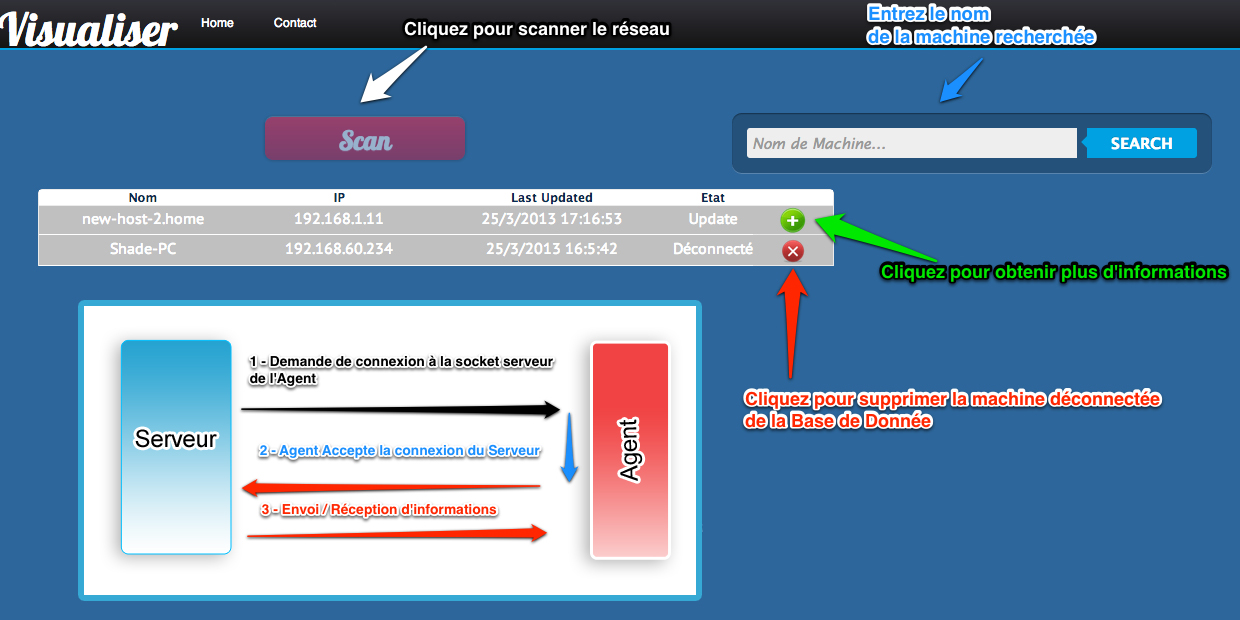 Visualiser
Home
Contact
Cliquez pour scanner le réseau
Entrez le nom
de la machine recherchée
Scan
Nom de Machine...
SEARCH
Nom IP Last Updated Etat
new-host-2.home 192.168.1.11 25/3/2013 17:16:53 Update
Shade-PC 192.168.60.234 25/3/2013 16:5:42 Déconnecté
Cliquez pour obtenir plus d'informations
Cliquez pour supprimer la machine déconnectée
de la Base de Donnée
Serveur
1 - Demande de connexion à la socket serveur
de l'Agent
2 - Agent Accepte la connexion du Serveur
3 - Envoi / Réception d'informations
Agent